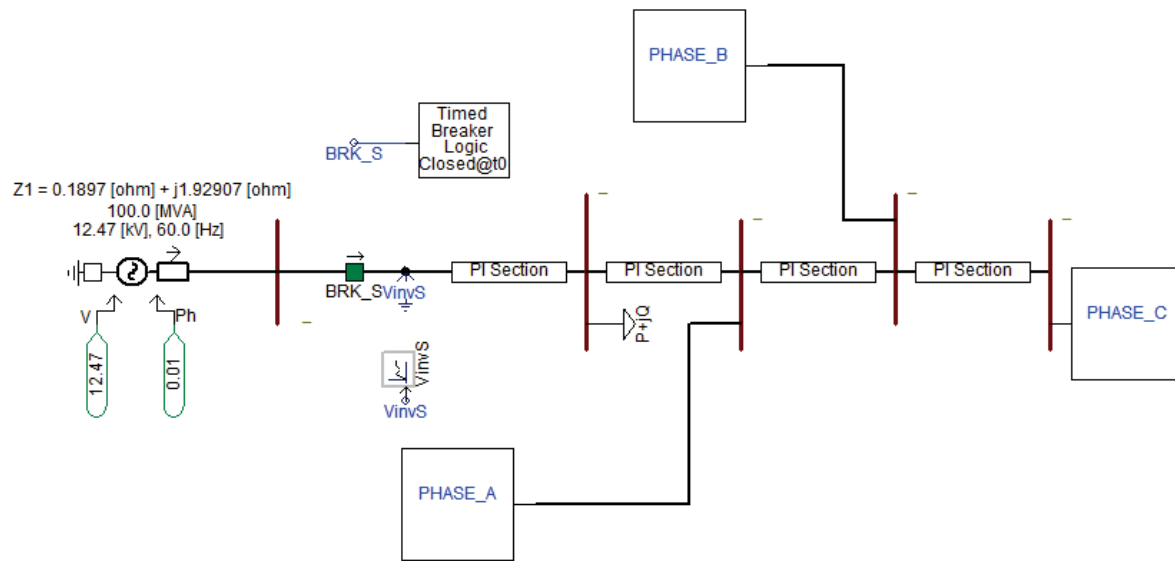 PHASE_B
Timed
Breaker
Logic
Closed@t0
BRK_S
Z1 = 0.1897 [ohm] + j1.92907 [ohm]
100.0 [MVA]
12.47 [kV], 60.0 [Hz]
PI Section
PI Section
PI Section
PI Section
BRK_S
VinvS
V
Ph
12.47
0.01
P+jQ
PHASE_C
VinvS
VinvS
PHASE_A